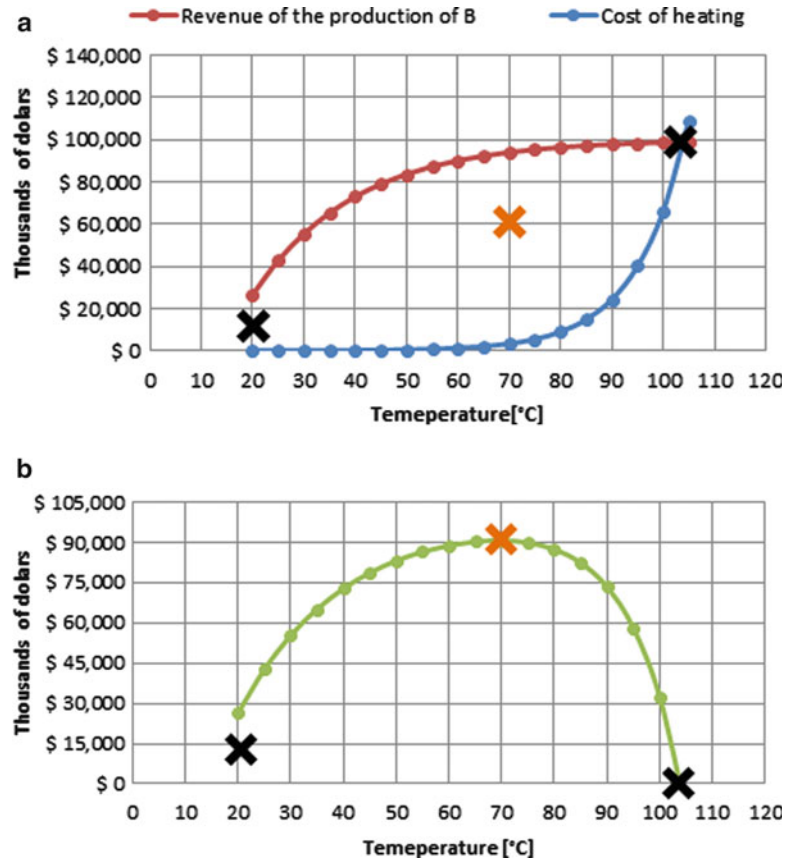 a
Revenue of the production of B
Cost of heating
Thousands of dolars
$ 140,000
$ 120,000
$ 100,000
$ 80,000
$ 60,000
$ 40,000
$ 20,000
$ 0
0 10 20 30 40 50 60 70 80 90 100 110 120
Temeperature[°C]
b
Thousands of dolars
$ 105,000
$ 90,000
$ 75,000
$ 60,000
$ 45,000
$ 30,000
$ 15,000
$ 0
0 10 20 30 40 50 60 70 80 90 100 110 120
Temeperature [°C]